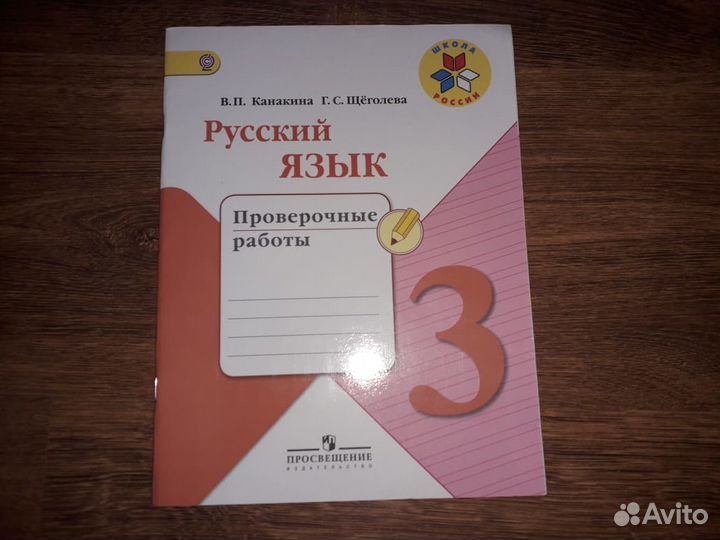 ШКОЛА
РОССИИ
В. П. Канакина Г. С. Щёголева
Русский
ЯЗЫК
Проверочные
работы
3
ПРОСВЕЩЕНИЕ
ИЗДАТЕЛЬСТВО
Avito